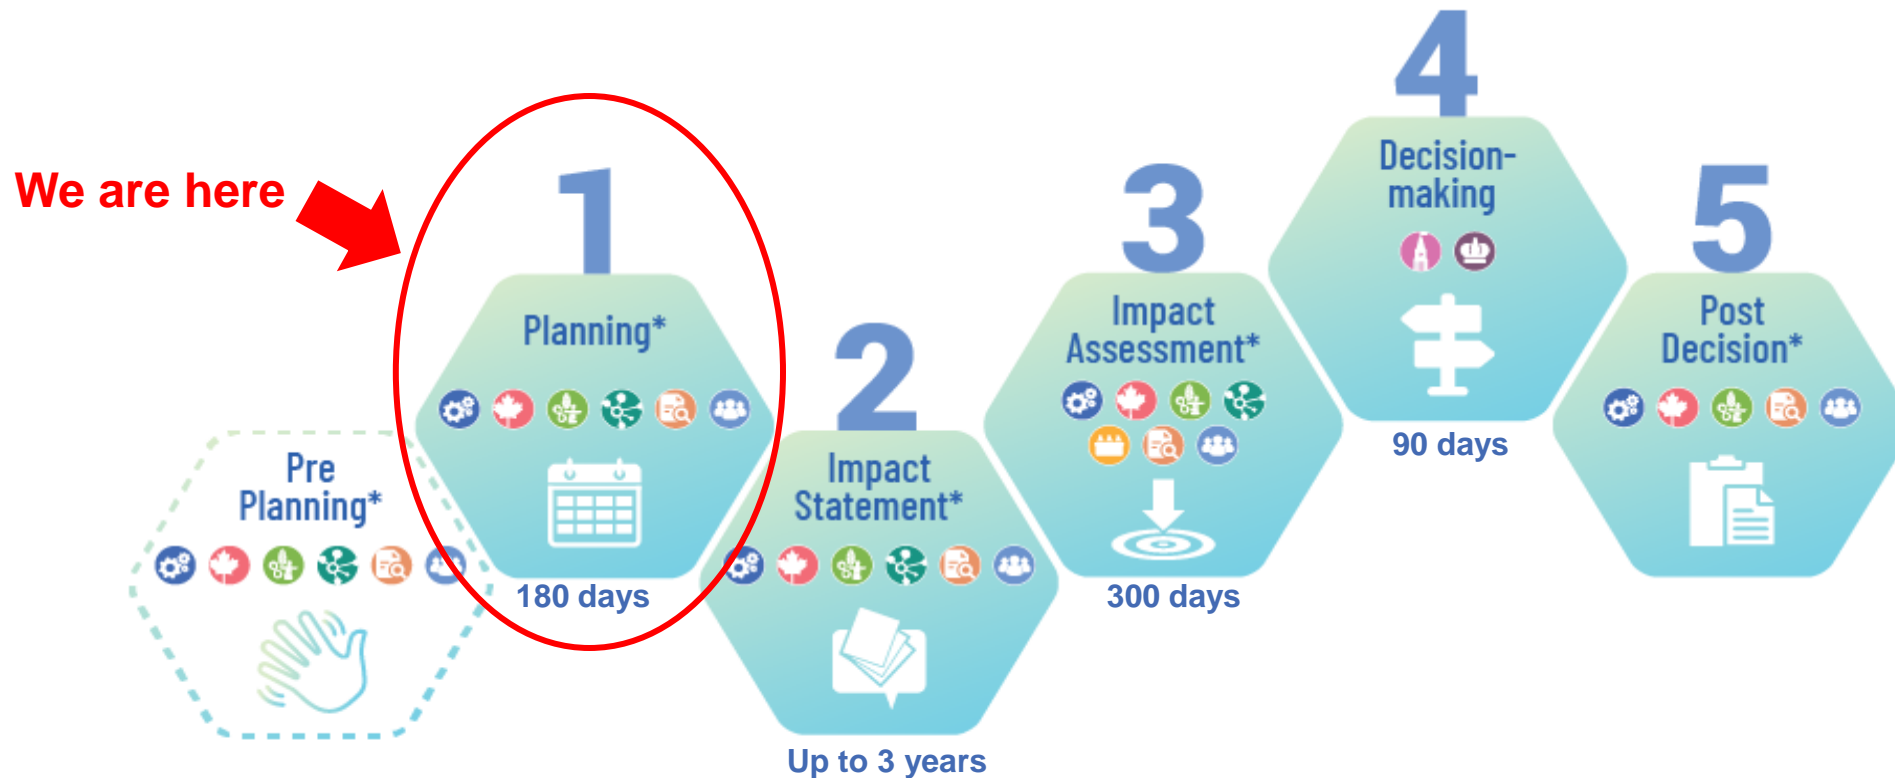 We are here
Pre
Planning*
1
Planning*
180 days
2
Impact
Statement*
Up to 3 years
3
Impact
Assessment*
300 days
4
Decision-
making
90 days
5
Post
Decision*